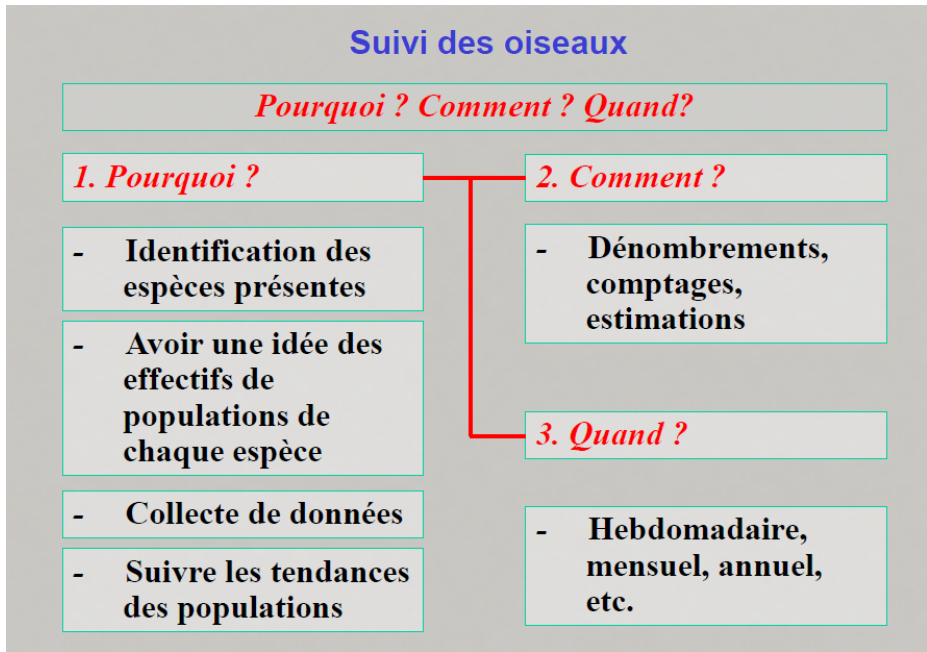 Suivi des oiseaux
Pourquoi ? Comment ? Quand?
1. Pourquoi ?
- Identification des
espèces présentes
- Avoir une idée des
effectifs de
populations de
chaque espèce
- Collecte de données
- Suivre les tendances
des populations
2. Comment ?
- Dénombrements,
comptages,
estimations
3. Quand ?
- Hebdomadaire,
mensuel, annuel,
etc.